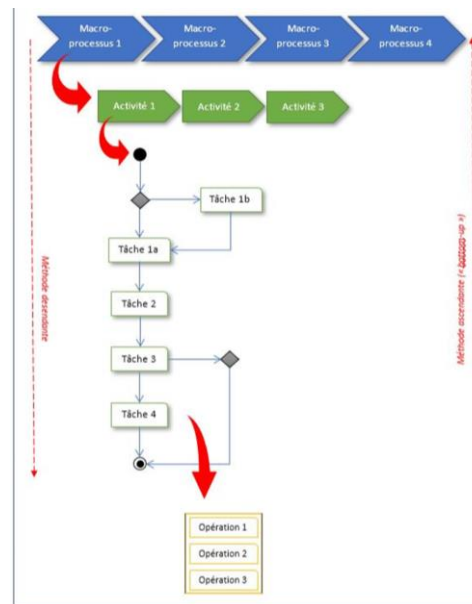 Macro-
processus 1
Macro-
processus 2
Macro-
processus 3
Macro-
processus 4
Activité 1
Activité 2
Activité 3
Tâche 1b
Tâche 1a
Tâche 2
Tâche 3
Tâche 4
Opération 1
Opération 2
Opération 3
Méthode desendante
Méthode ascendante (« bottom-up »)